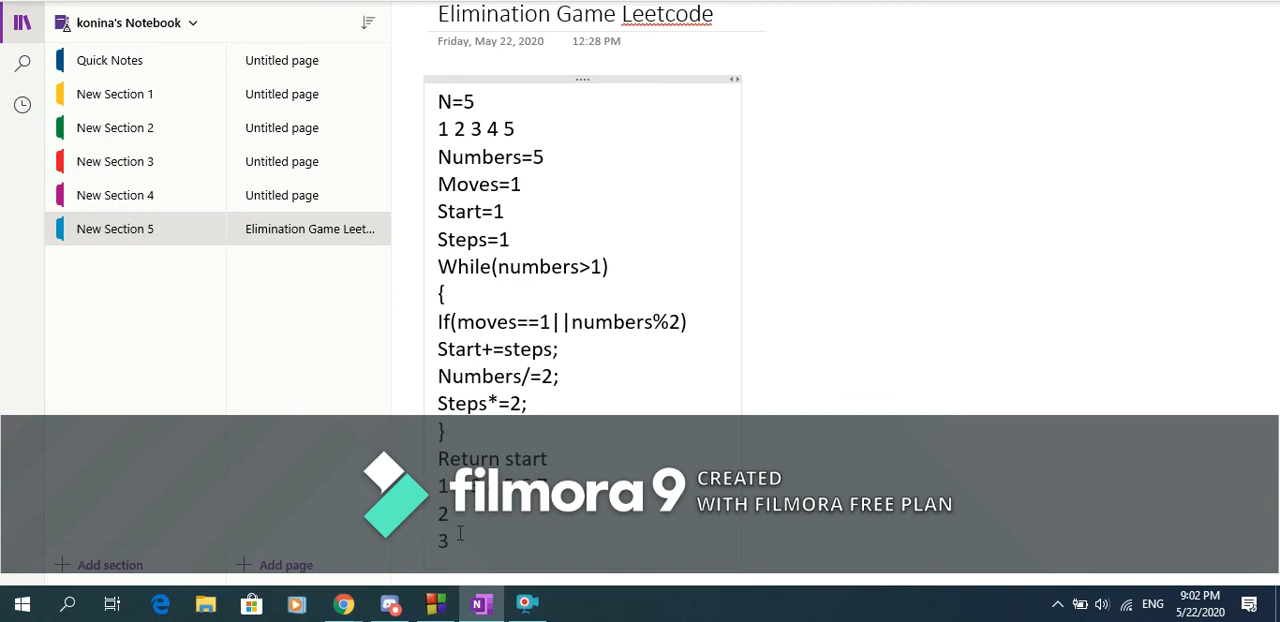 konina's Notebook
Quick Notes
New Section 1
New Section 2
New Section 3
New Section 4
New Section 5
Add section
Untitled page
Untitled page
Untitled page
Untitled page
Untitled page
Elimination Game Leet...
Add page
Elimination Game Leetcode
Friday, May 22, 2020 12:28 PM
N=5
1 2 3 4 5
Numbers=5
Moves=1
Start=1
Steps=1
While(numbers>1)
{
If(moves==1||numbers%2)
Start+=steps;
Numbers/=2;
Steps*=2;
}
Return start
1
2
3
filmora9
CREATED
WITH FILMORA FREE PLAN
ENG
9:02 PM
5/22/2020